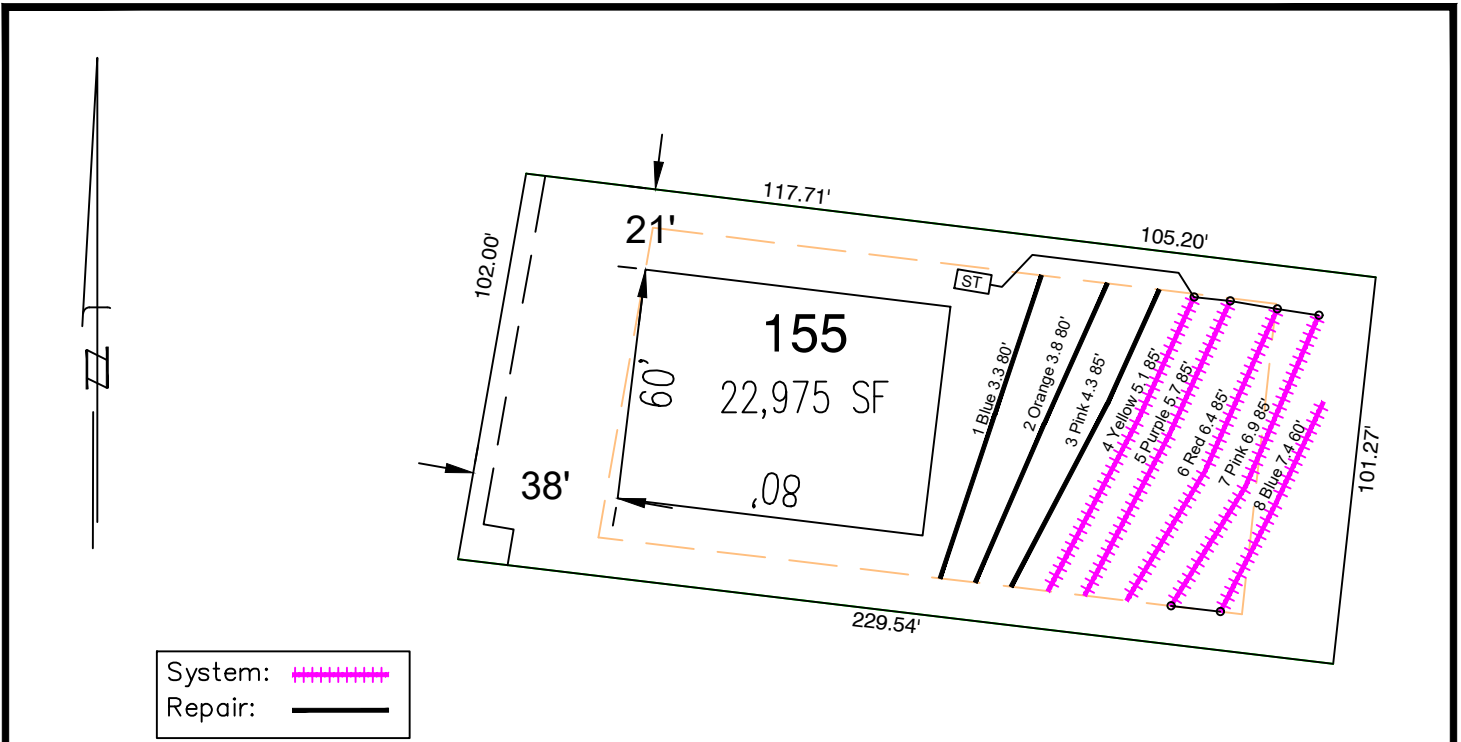 117.71'
105.20'
102.00'
21'
ST
155
22,975 SF
60'
80'
38'
1 Blue 3.3 80'
2 Orange 3.8 80'
3 Pink 4.3 85'
4 Yellow 5.1 85'
5 Purple 5.7 85'
6 Red 6.4 85'
7 Pink 6.9 85'
8 Blue 7.4 60'
101.27'
229.54'
Z
System:
Repair: